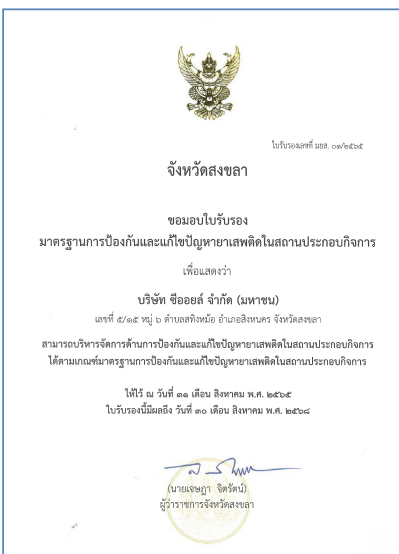 ใบรับรองเลขที่ มยส. ๐๓/๒๕๖๕
จังหวัดสงขลา
ขอมอบใบรับรอง
มาตรฐานการป้องกันและแก้ไขปัญหายาเสพติดในสถานประกอบกิจการ
เพื่อแสดงว่า
บริษัท ซีออยล์ จำกัด (มหาชน)
เลขที่ ๕/๑๕ หมู่ ๖ ตำบลสทิงหม้อ อำเภอสิงหนคร จังหวัดสงขลา
สามารถบริหารจัดการด้านการป้องกันและแก้ไขปัญหายาเสพติดในสถานประกอบกิจการ
ได้ตามเกณฑ์มาตรฐานการป้องกันและแก้ไขปัญหายาเสพติดในสถานประกอบกิจการ
ให้ไว้ ณ วันที่ ๓๑ เดือน สิงหาคม พ.ศ. ๒๕๖๕
ใบรับรองนี้มีผลถึง วันที่ ๓๐ เดือน สิงหาคม พ.ศ. ๒๕๖๘
(นายเจษฎา จิตรัตน์)
ผู้ว่าราชการจังหวัดสงขลา